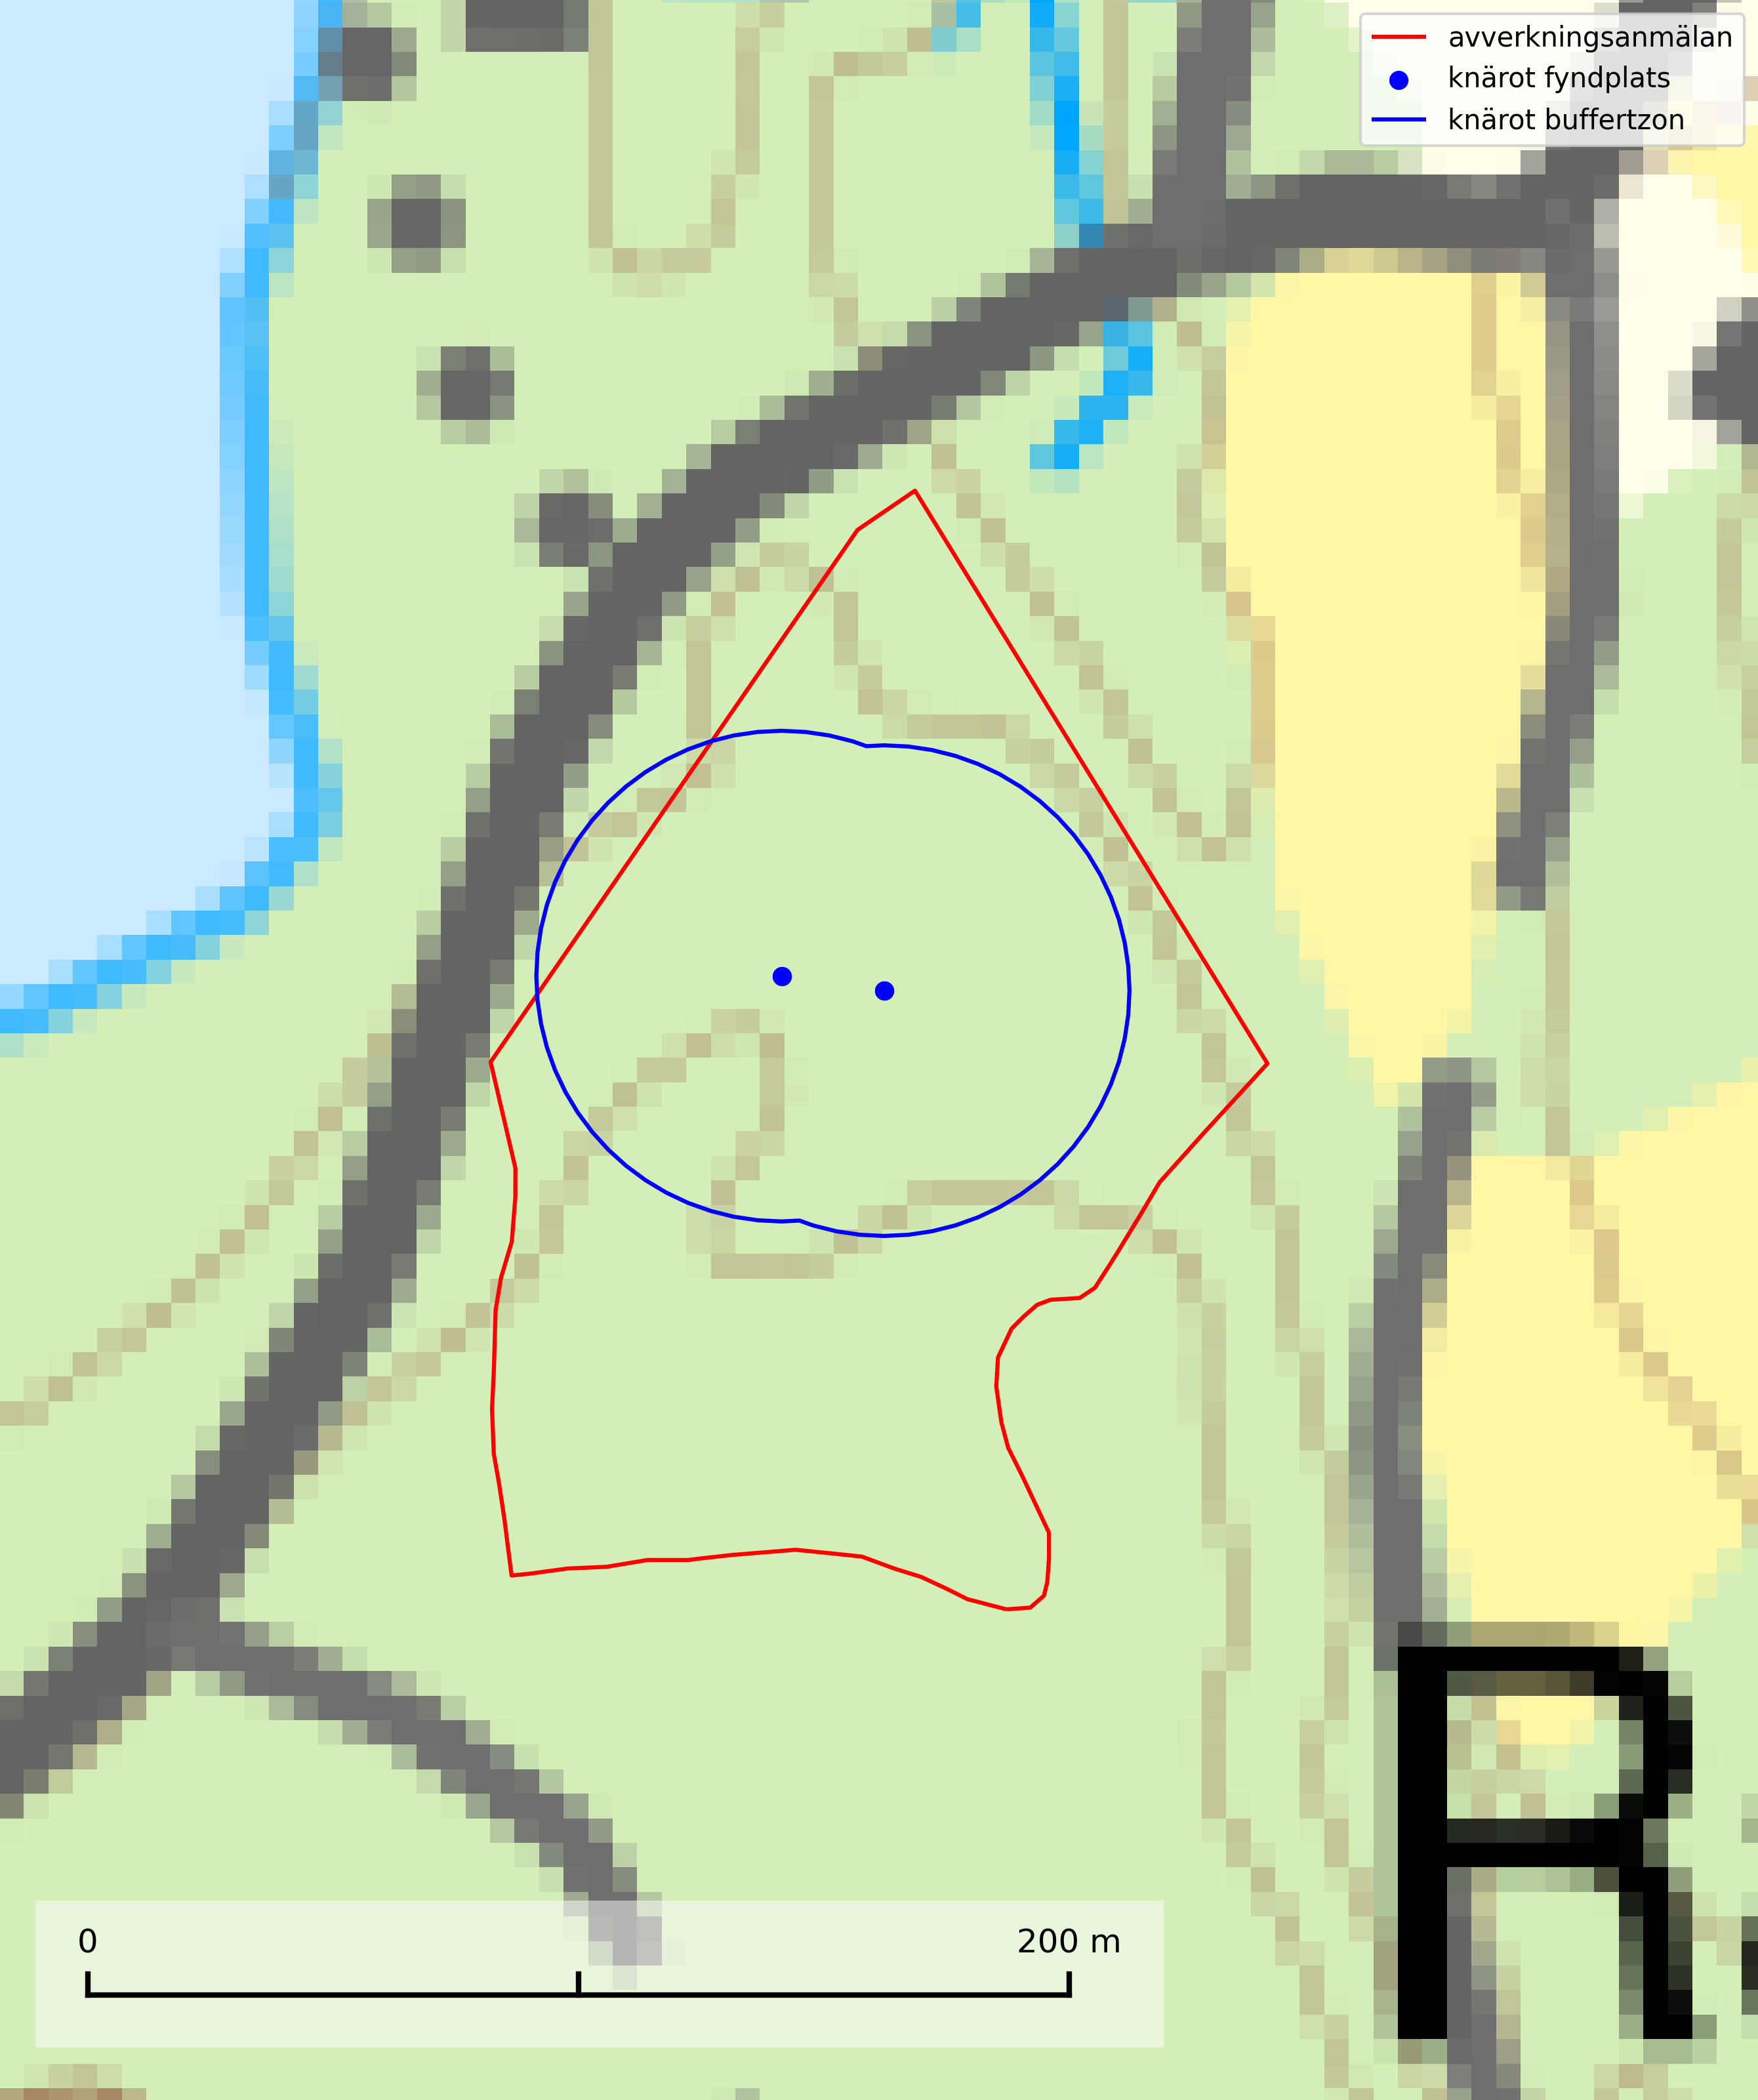 avverkningsanmälan
knärot fyndplats
knärot buffertzon
R
0
200 m